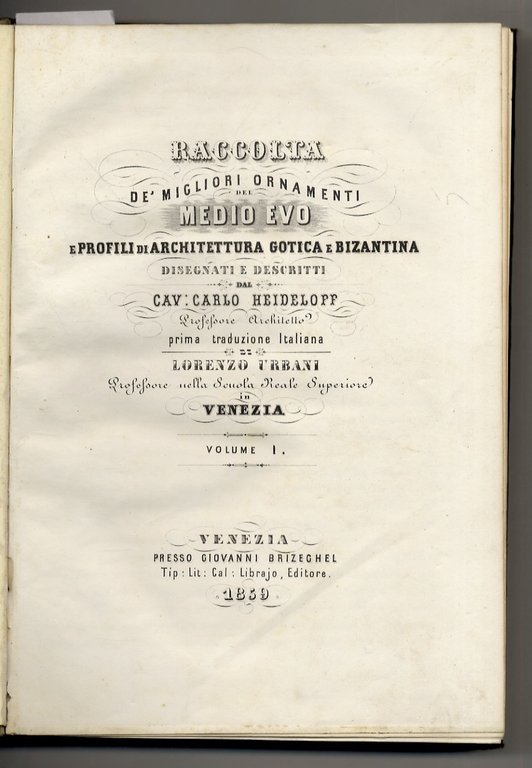 RACCOLTA
DE' MIGLIORI ORNAMENTI
DEL
MEDIO EVO
E PROFILI DI ARCHITETTURA GOTICA E BIZANTINA
DISEGNATI E DESCRITTI
DAL
CAV: CARLO HEIDELOFF
Professore Architetto
prima traduzione Italiana
DI
LORENZO URBANI
Professore nella Scuola Reale Superiore
in
VENEZIA
VOLUME I.
VENEZIA
PRESSO GIOVANNI BRIZEGHEL
Tip: Lit: Cal: Librajo, Editore.
1859